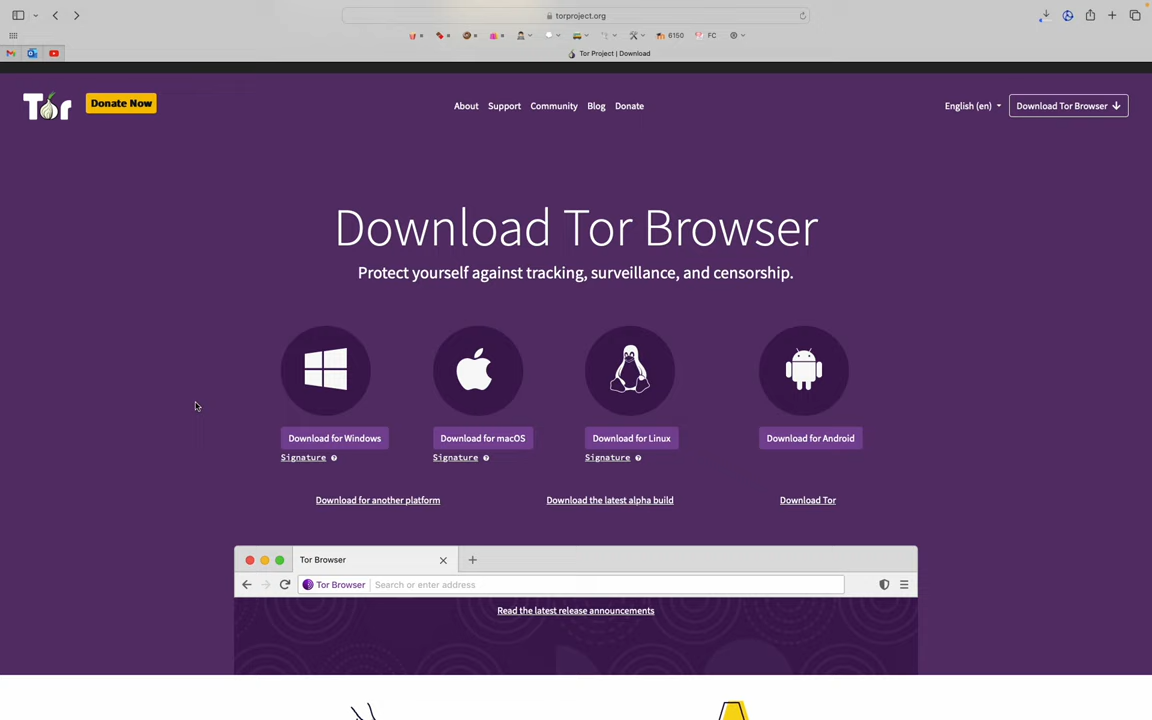 torproject.org
6150
FC
Tor Project | Download
Tor
Donate Now
About
Support
Community
Blog
Donate
English (en)
Download Tor Browser
Download Tor Browser
Protect yourself against tracking, surveillance, and censorship.
Download for Windows
Download for macOS
Download for Linux
Download for Android
Signature
Signature
Signature
Download for another platform
Download the latest alpha build
Download Tor
Tor Browser
Tor Browser
Search or enter address
Read the latest release announcements